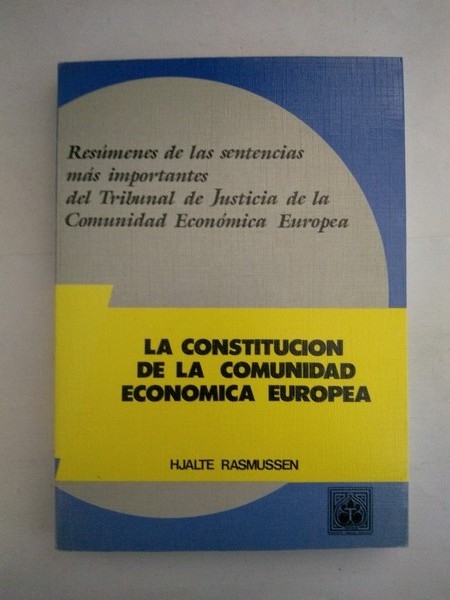 Resúmenes de las sentencias
más importantes
del Tribunal de Justicia de la
Comunidad Económica Europea
LA CONSTITUCION
DE LA COMUNIDAD
ECONOMICA EUROPEA
HJALTE RASMUSSEN